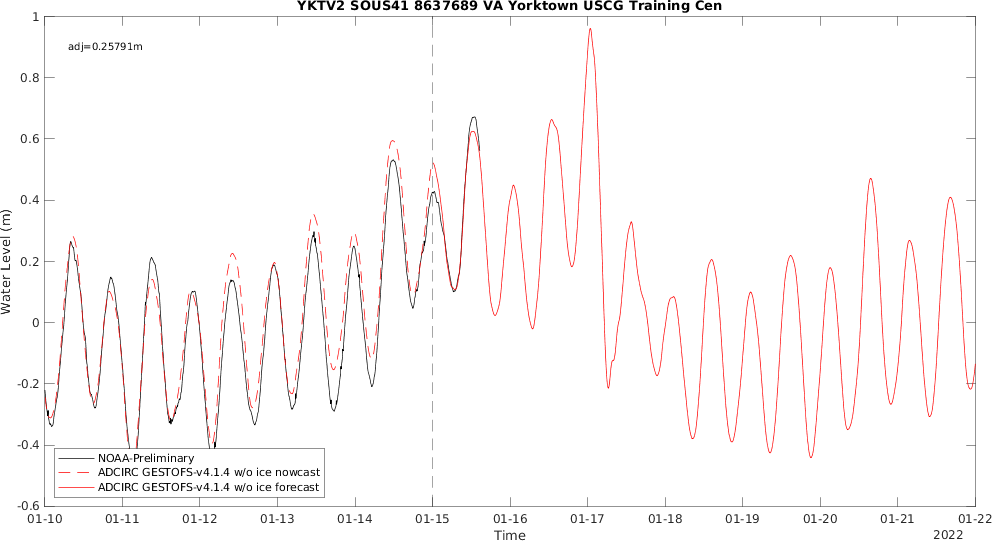 YKTV2 SOUS41 8637689 VA Yorktown USCG Training Cen
adj=0.25791m
Water Level (m)
1
0.8
0.6
0.4
0.2
0
-0.2
-0.4
-0.6
NOAA-Preliminary
ADCIRC GESTOFS-v4.1.4 w/o ice nowcast
ADCIRC GESTOFS-v4.1.4 w/o ice forecast
01-10 01-11 01-12 01-13 01-14 01-15 01-16 01-17 01-18 01-19 01-20 01-21 01-22
Time
2022